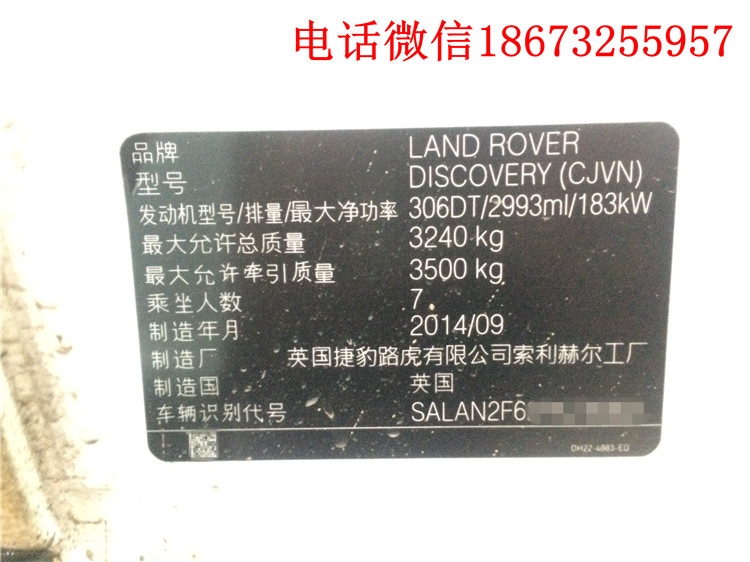 电话微信18673255957
品牌 LAND ROVER
型号 DISCOVERY (CJVN)
发动机型号/排量/最大净功率 306DT/2993ml/183kW
最大允许总质量 3240 kg
最大允许牵引质量 3500 kg
乘坐人数 7
制造年月 2014/09
制造厂 英国捷豹路虎有限公司索利赫尔工厂
制造国 英国
车辆识别代号 SALAN2F6
DH22-4883-ED